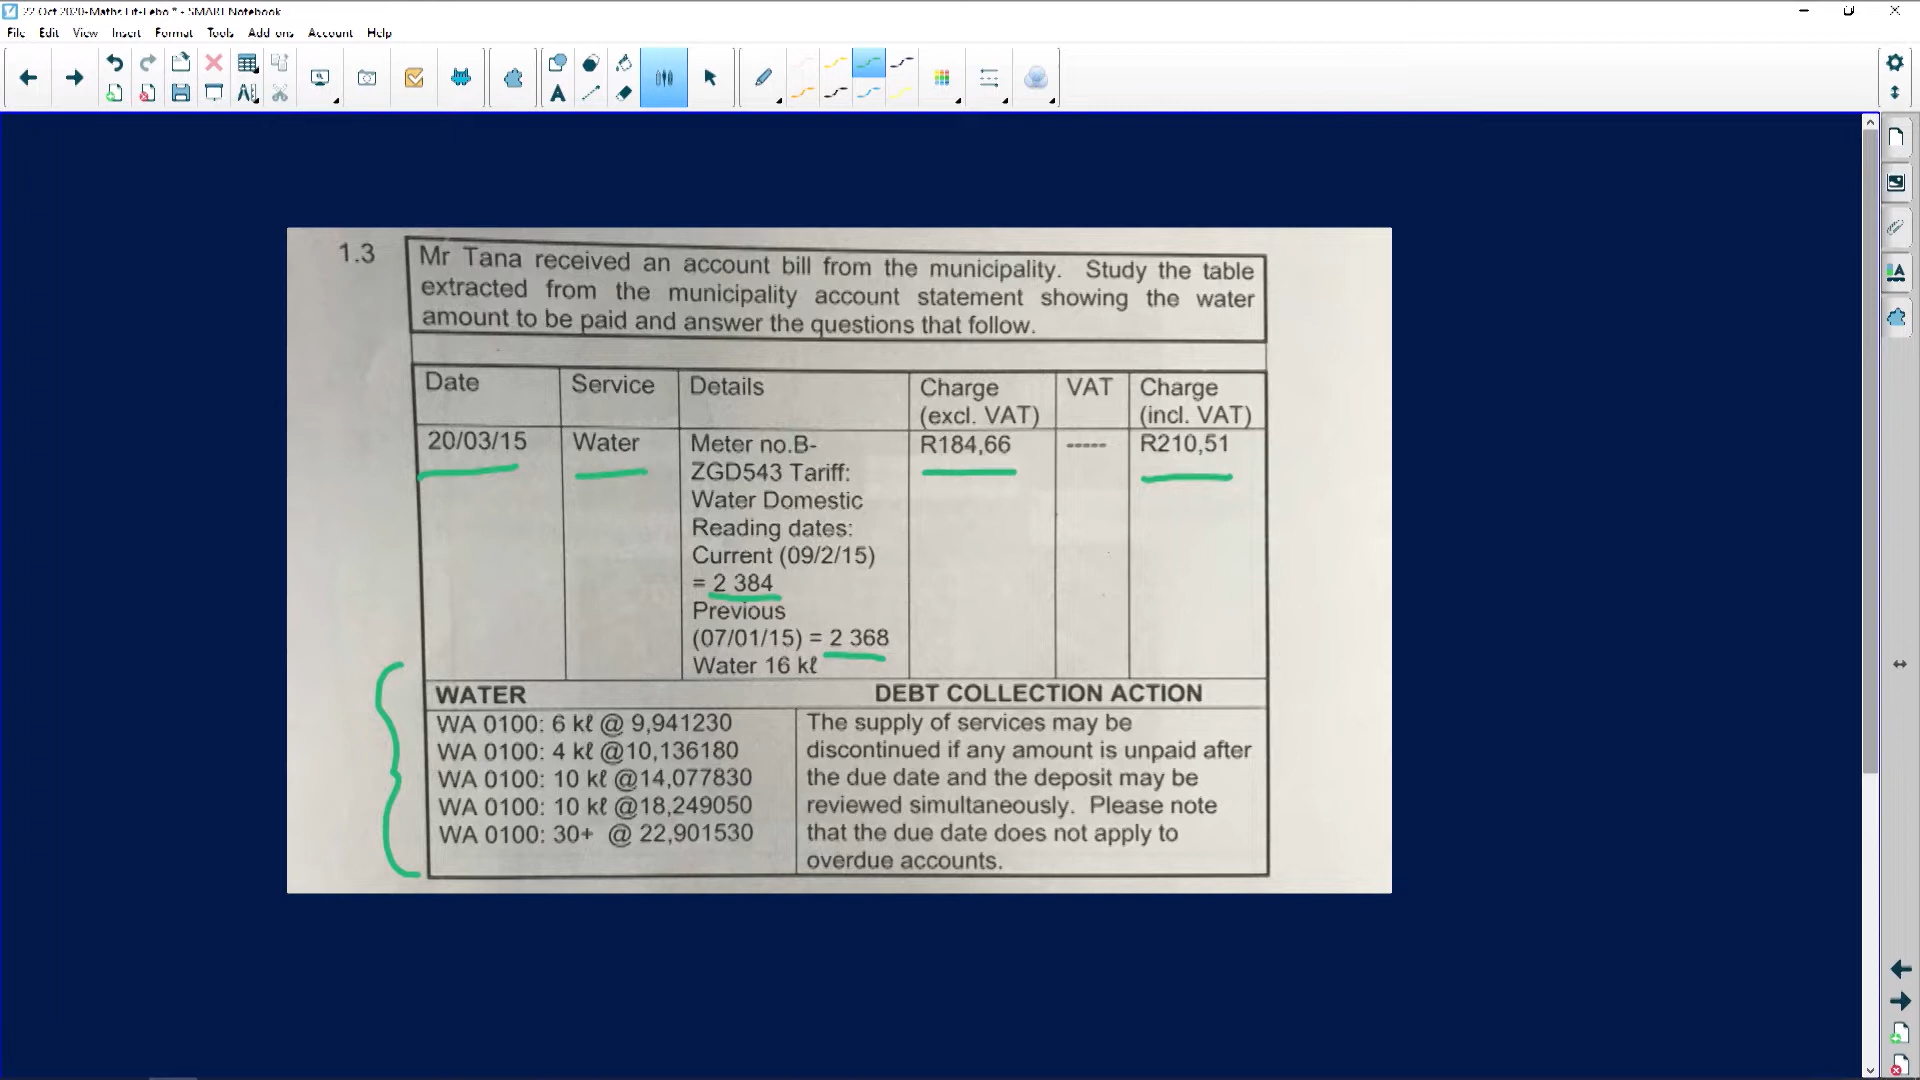 22 Oct 2020-Maths Lit-Lebo * - SMART Notebook
File Edit View Insert Format Tools Add-ons Account Help
1.3
Mr Tana received an account bill from the municipality. Study the table
extracted from the municipality account statement showing the water
amount to be paid and answer the questions that follow.
Date Service Details Charge (excl. VAT) VAT Charge (incl. VAT)
20/03/15 Water Meter no.B- R184,66 ----- R210,51
ZGD543 Tariff:
Water Domestic
Reading dates:
Current (09/2/15)
= 2 384
Previous
(07/01/15) = 2 368
Water 16 kℓ
WATER
WA 0100: 6 kℓ @ 9,941230
WA 0100: 4 kℓ @10,136180
WA 0100: 10 kℓ @14,077830
WA 0100: 10 kℓ @18,249050
WA 0100: 30+ @ 22,901530
DEBT COLLECTION ACTION
The supply of services may be
discontinued if any amount is unpaid after
the due date and the deposit may be
reviewed simultaneously. Please note
that the due date does not apply to
overdue accounts.